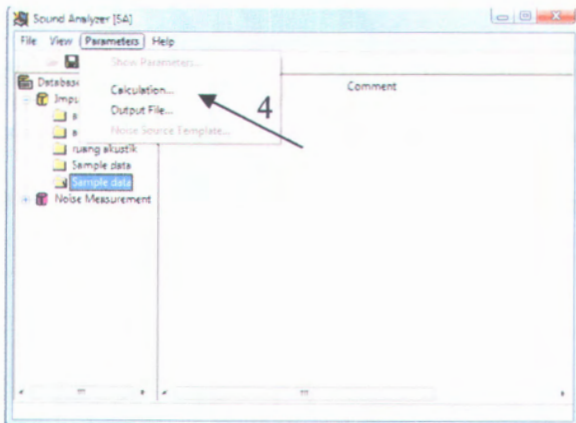 Sound Analyzer [SA]
File View Parameters Help
Show Parameters...
Database
Comment
Calculation...
Impu
4
Output File...
Noise Source Template...
ruang akustik
Sample data
Sample data
Noise Measurement